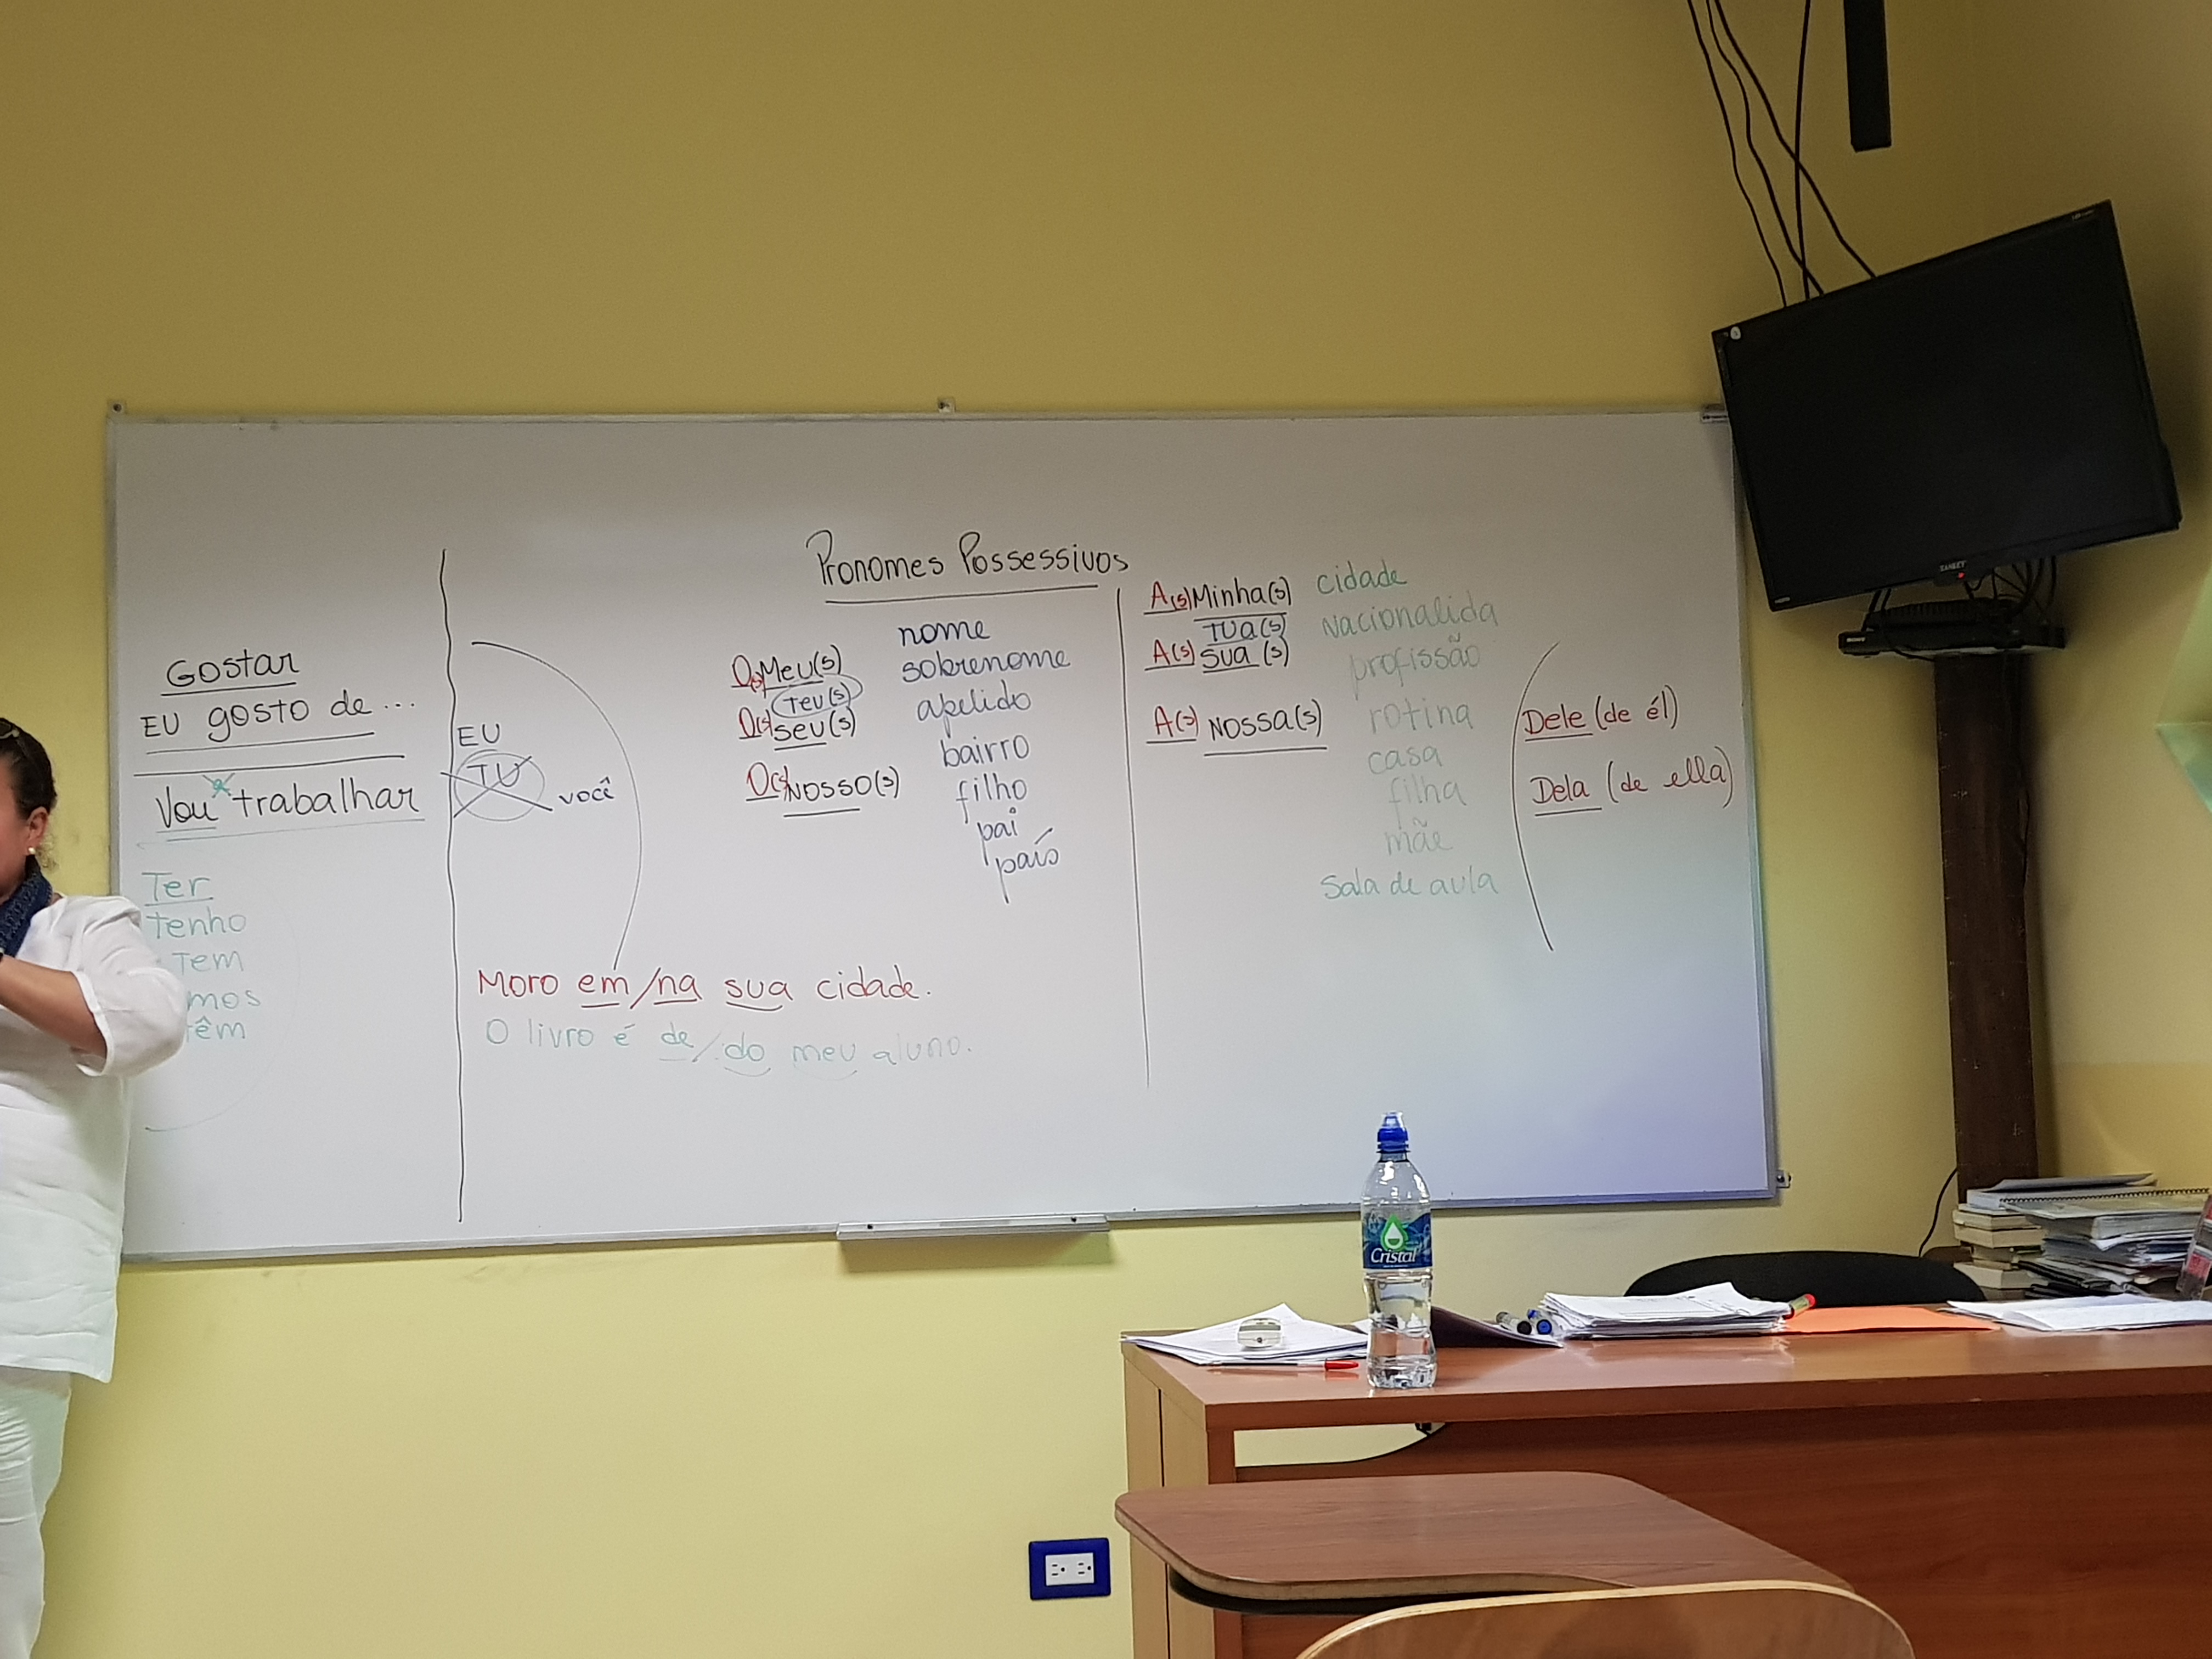 Pronomes Possessivos
Gostar
EU gosto de...
Vou a trabalhar
Ter
Tenho
Tem
mos
têm
EU
TU
você
O(s) Meu(s)
Teu(s)
O(s) seu(s)
O(s) NOSSO(s)
nome
sobrenome
apelido
bairro
filho
pai
país
Moro em/na sua cidade.
O livro é de/do meu aluno.
A(s) Minha(s)
TUa(s)
A(s) sua(s)
A(s) NOSSA(s)
cidade
Nacionalida
profissão
rotina
casa
filha
mãe
Sala de aula
Dele (de él)
Dela (de ella)
Cristal